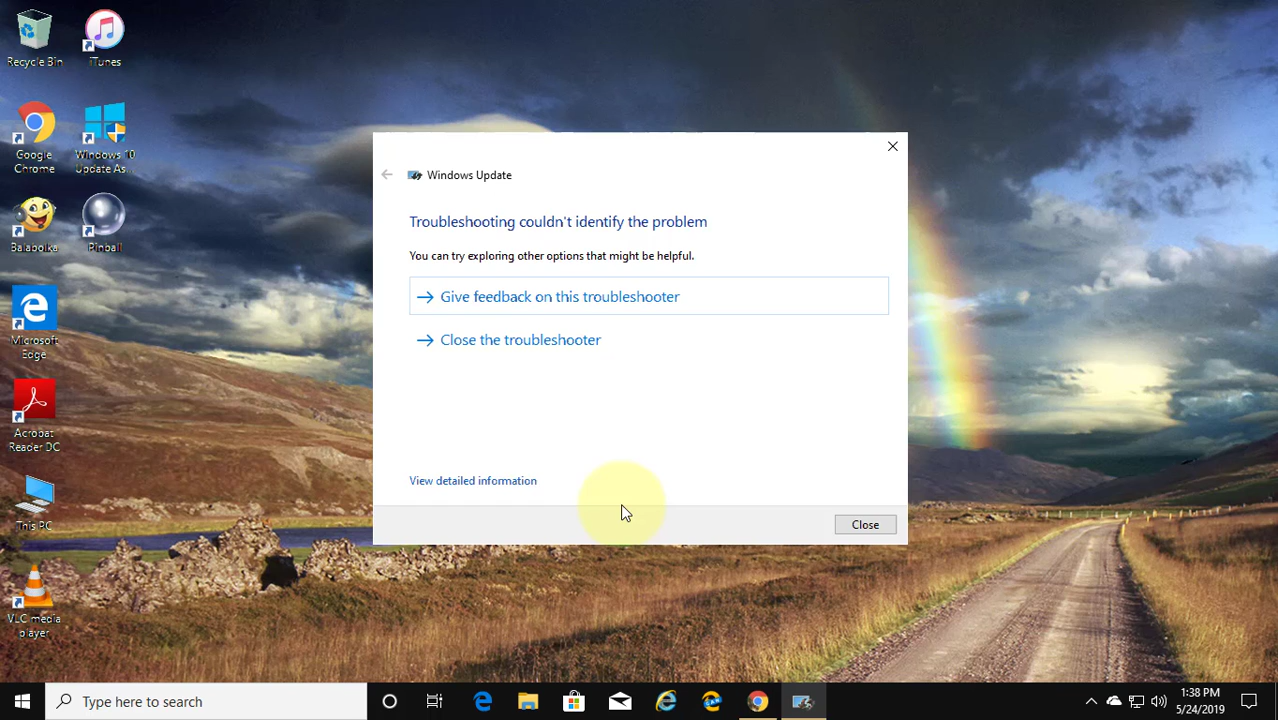 Recycle Bin
iTunes
Google
Chrome
Windows 10
Update As...
Balabolka
Pinball
Microsoft
Edge
Acrobat
Reader DC
This PC
VLC media
player
Windows Update
Troubleshooting couldn't identify the problem
You can try exploring other options that might be helpful.
Give feedback on this troubleshooter
Close the troubleshooter
View detailed information
Close
Type here to search
1:38 PM
5/24/2019